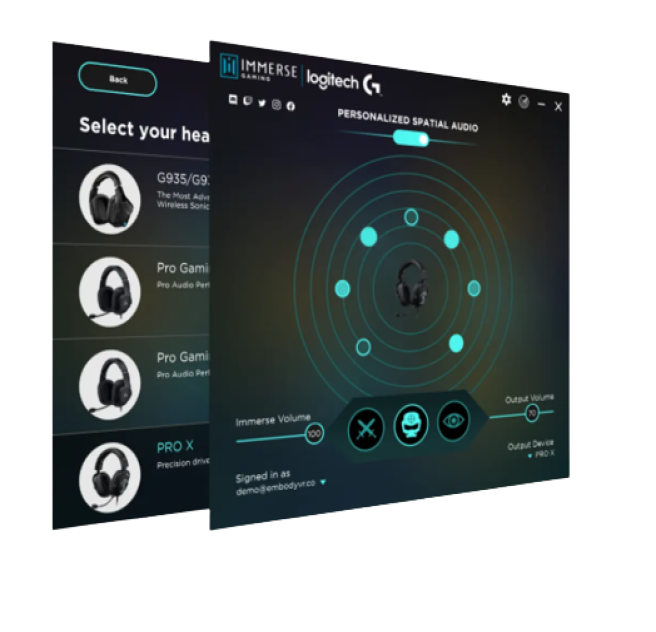 Back
Select your hea
G935/G93
The Most Adv
Wireless Sonic
Pro Gami
Pro Audio Per
Pro Gami
Pro Audio Per
PRO X
Precision drive
IMMERSE
GAMING
logitech G
PERSONALIZED SPATIAL AUDIO
Immerse Volume
100
Output Volume
70
Signed in as
demo@embodyvr.co
Output Device
PRO X